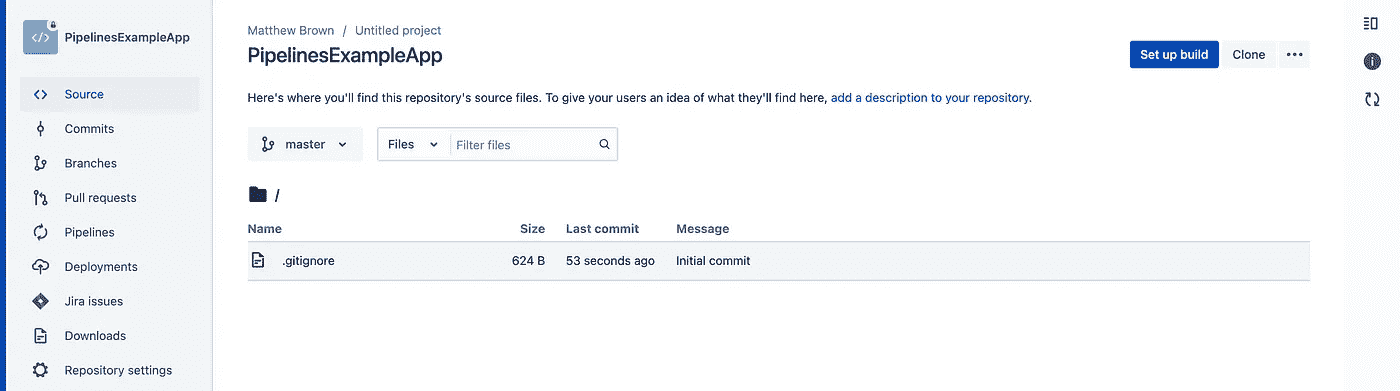 PipelinesExampleApp
Source
Commits
Branches
Pull requests
Pipelines
Deployments
Jira issues
Downloads
Repository settings
Matthew Brown / Untitled project
PipelinesExampleApp
Set up build Clone
Here's where you'll find this repository's source files. To give your users an idea of what they'll find here, add a description to your repository.
master Files Filter files
/
Name Size Last commit Message
.gitignore 624 B 53 seconds ago Initial commit